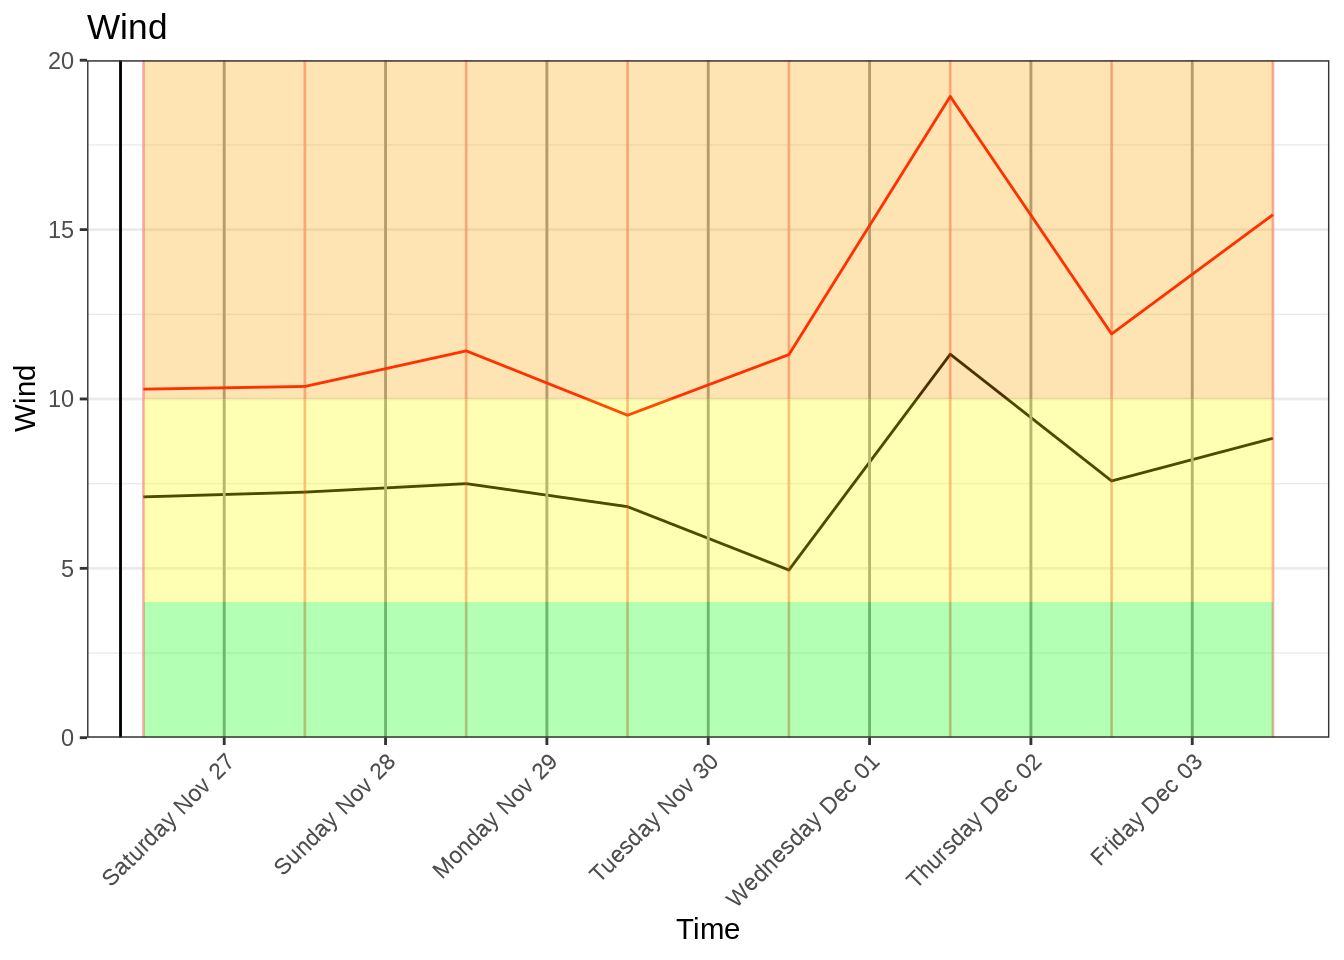 Wind
20
15
10
5
0
Wind
Saturday Nov 27
Sunday Nov 28
Monday Nov 29
Tuesday Nov 30
Wednesday Dec 01
Thursday Dec 02
Friday Dec 03
Time